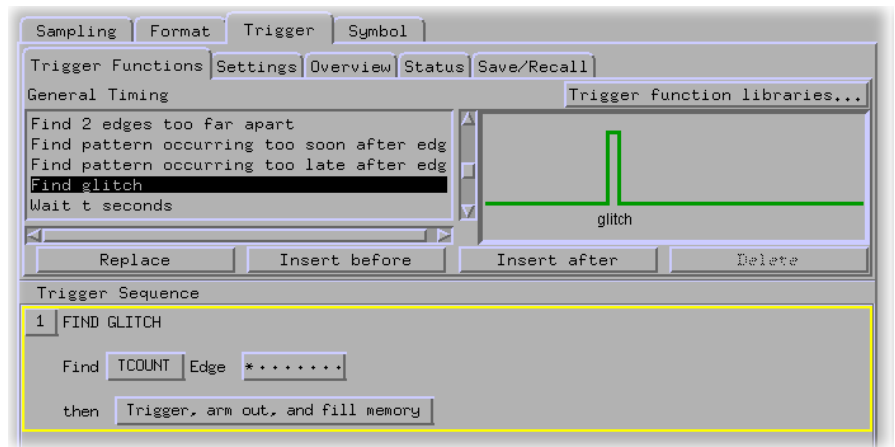 Sampling Format Trigger Symbol
Trigger Functions Settings Overview Status Save/Recall
General Timing Trigger function libraries...
Find 2 edges too far apart
Find pattern occurring too soon after edg
Find pattern occurring too late after edg
Find glitch
Wait t seconds
glitch
Replace Insert before Insert after Delete
Trigger Sequence
1 FIND GLITCH
Find TCOUNT Edge *·······
then Trigger, arm out, and fill memory